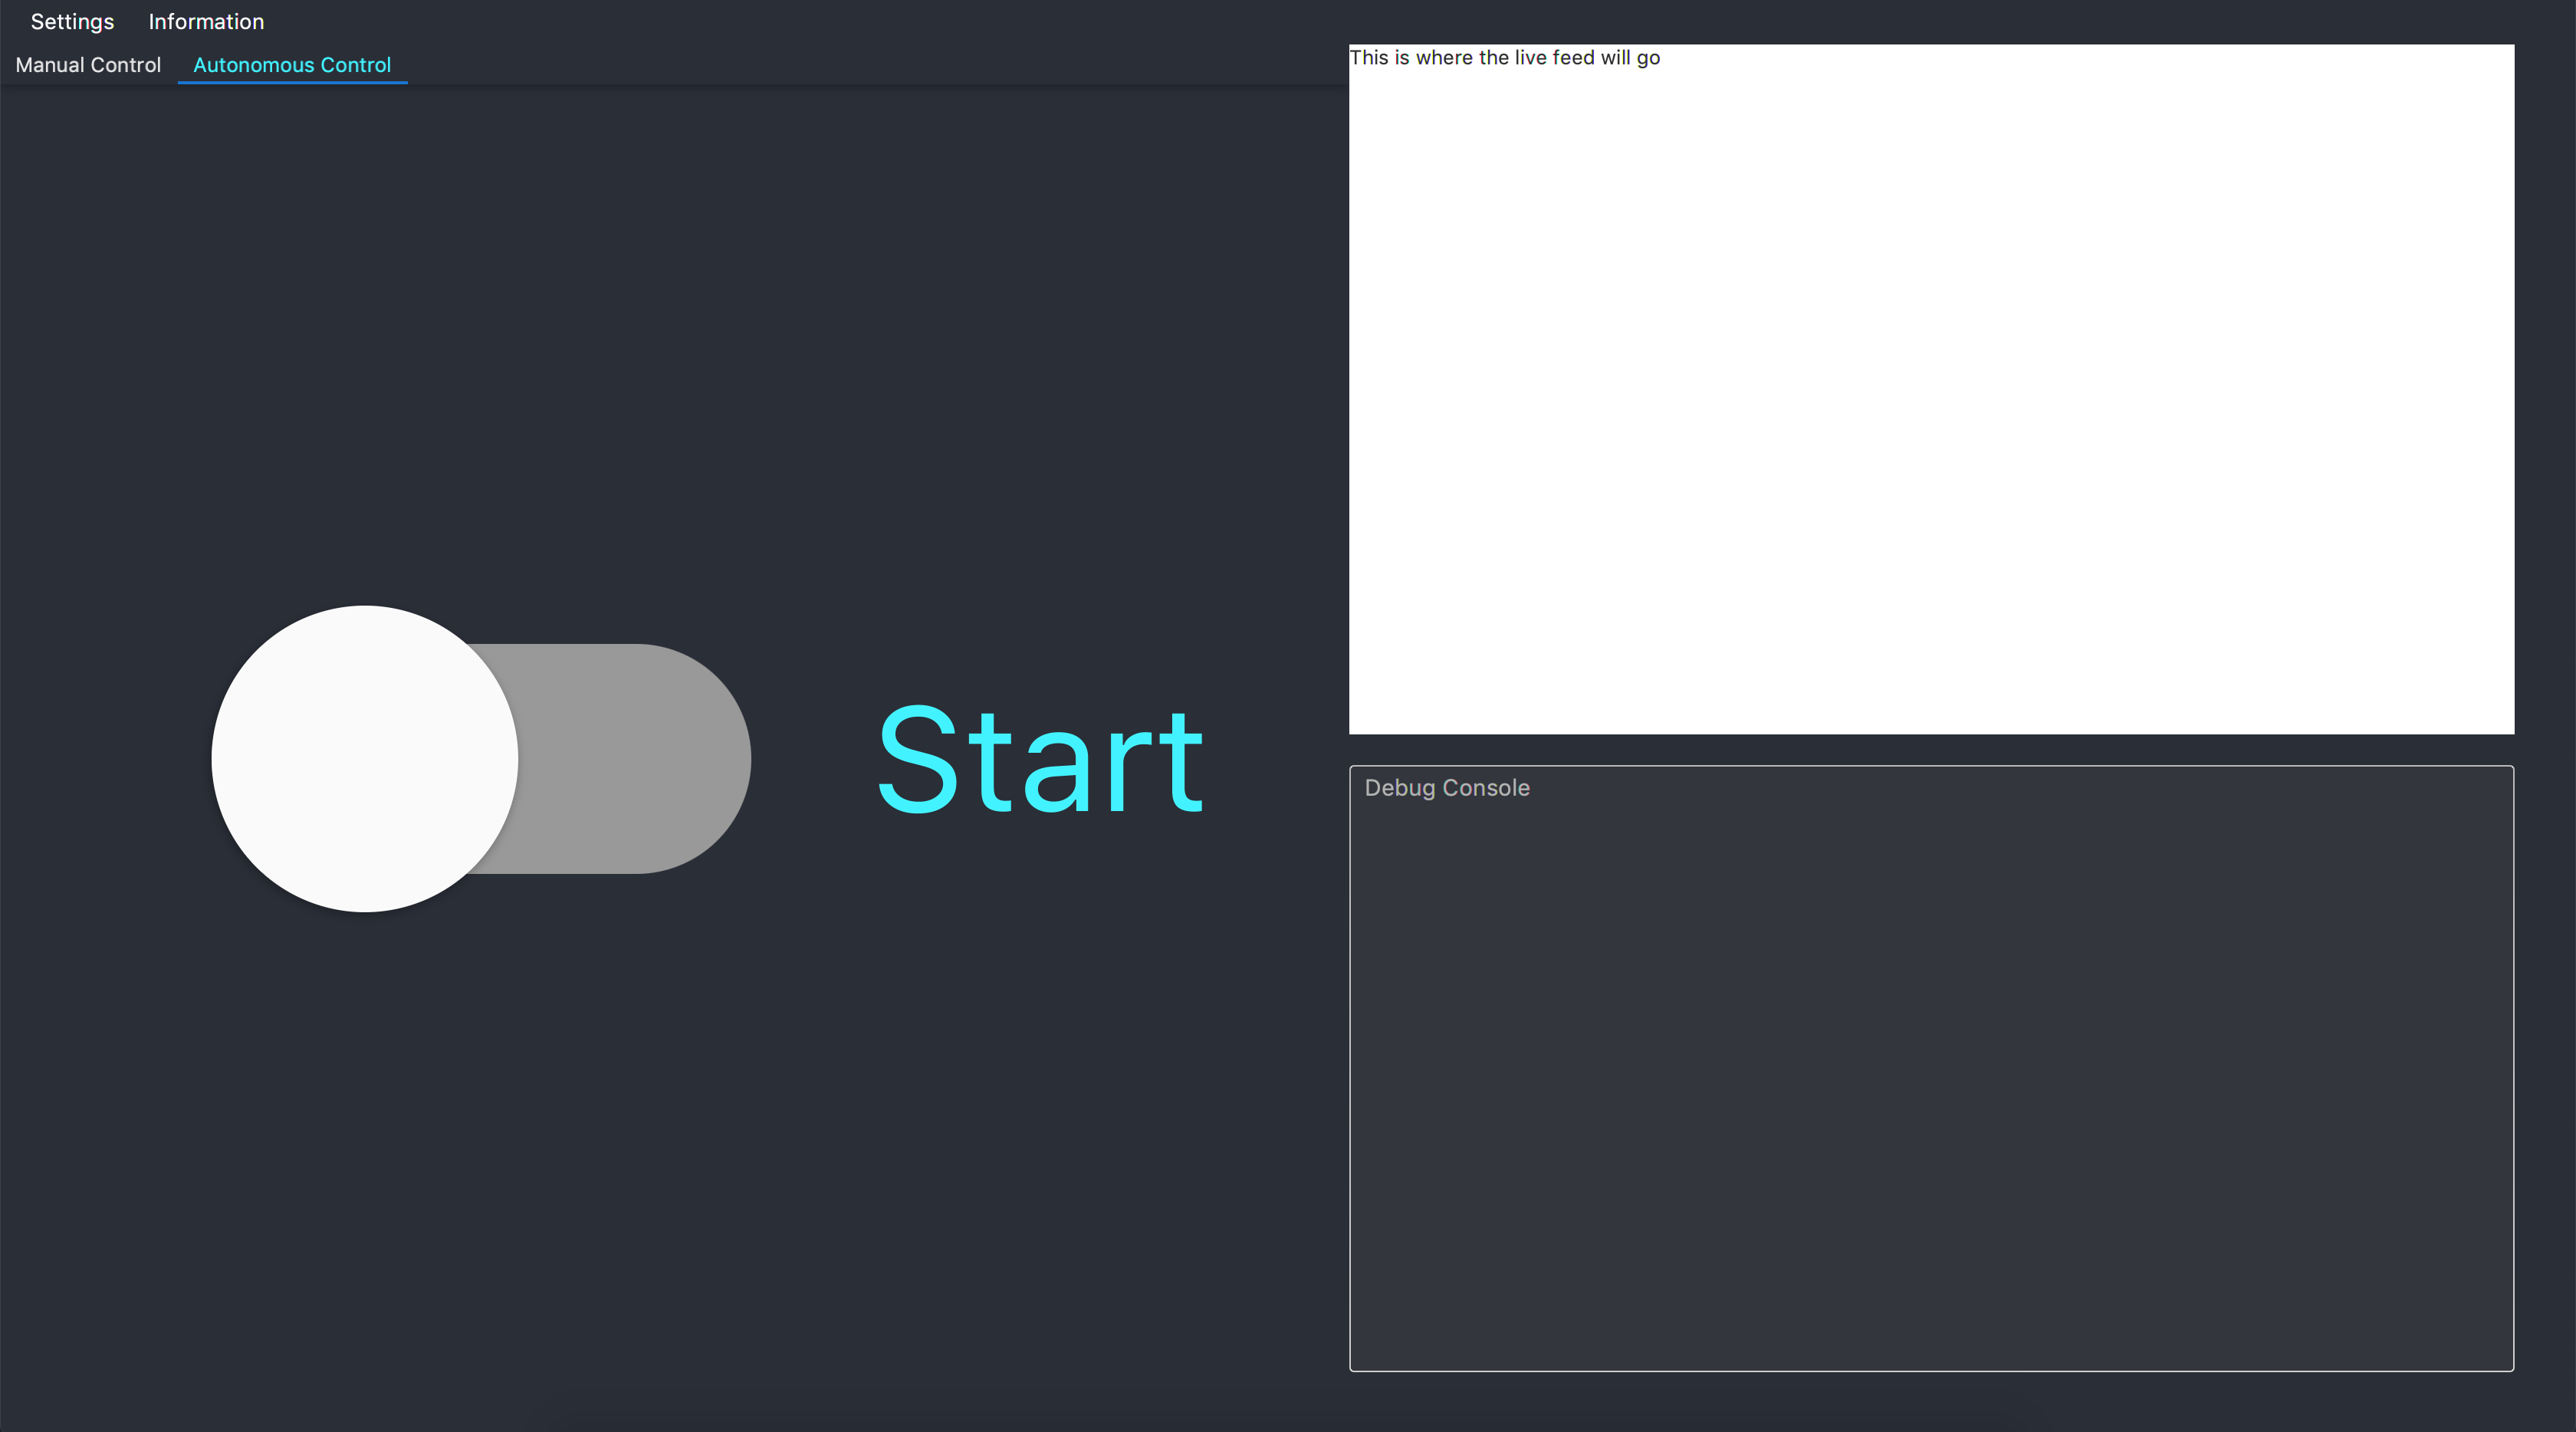 Settings Information
Manual Control Autonomous Control
This is where the live feed will go
Start
Debug Console